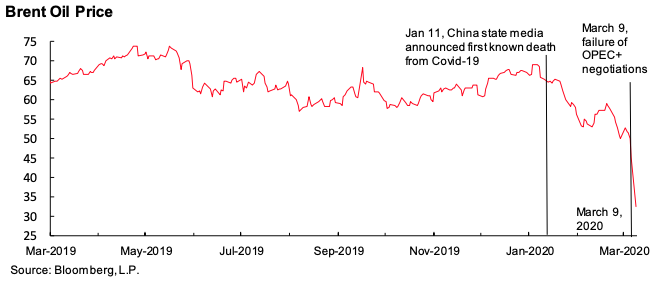 Brent Oil Price
Jan 11, China state media
announced first known death
from Covid-19
March 9,
failure of
OPEC+
negotiations
75
70
65
60
55
50
45
40
35
30
25
March 9,
2020
Mar-2019 May-2019 Jul-2019 Sep-2019 Nov-2019 Jan-2020 Mar-2020
Source: Bloomberg, L.P.